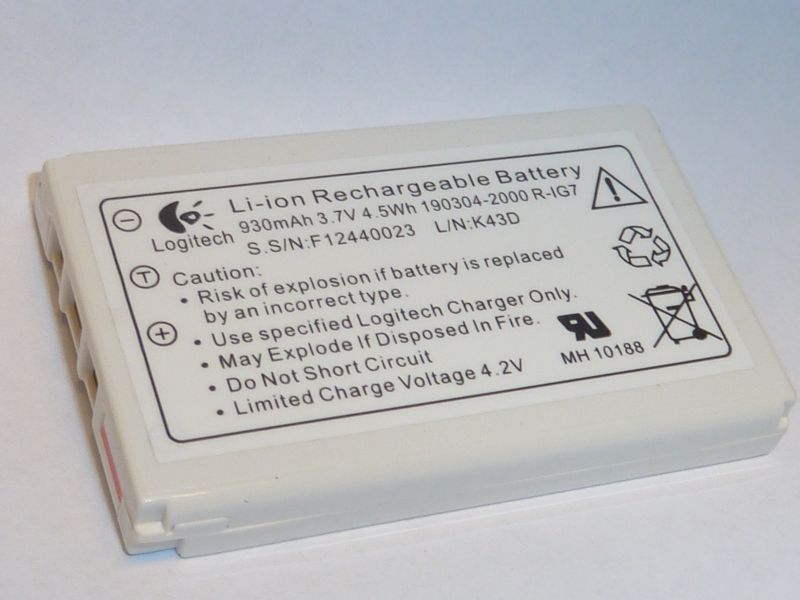 Li-ion Rechargeable Battery
930mAh 3.7V 4.5Wh 190304-2000 R-IG7
Logitech
S.S/N:F12440023 L/N:K43D
T
Caution:
• Risk of explosion if battery is replaced
by an incorrect type.
• Use specified Logitech Charger Only.
• May Explode If Disposed In Fire.
• Do Not Short Circuit
• Limited Charge Voltage 4.2V
MH 10188